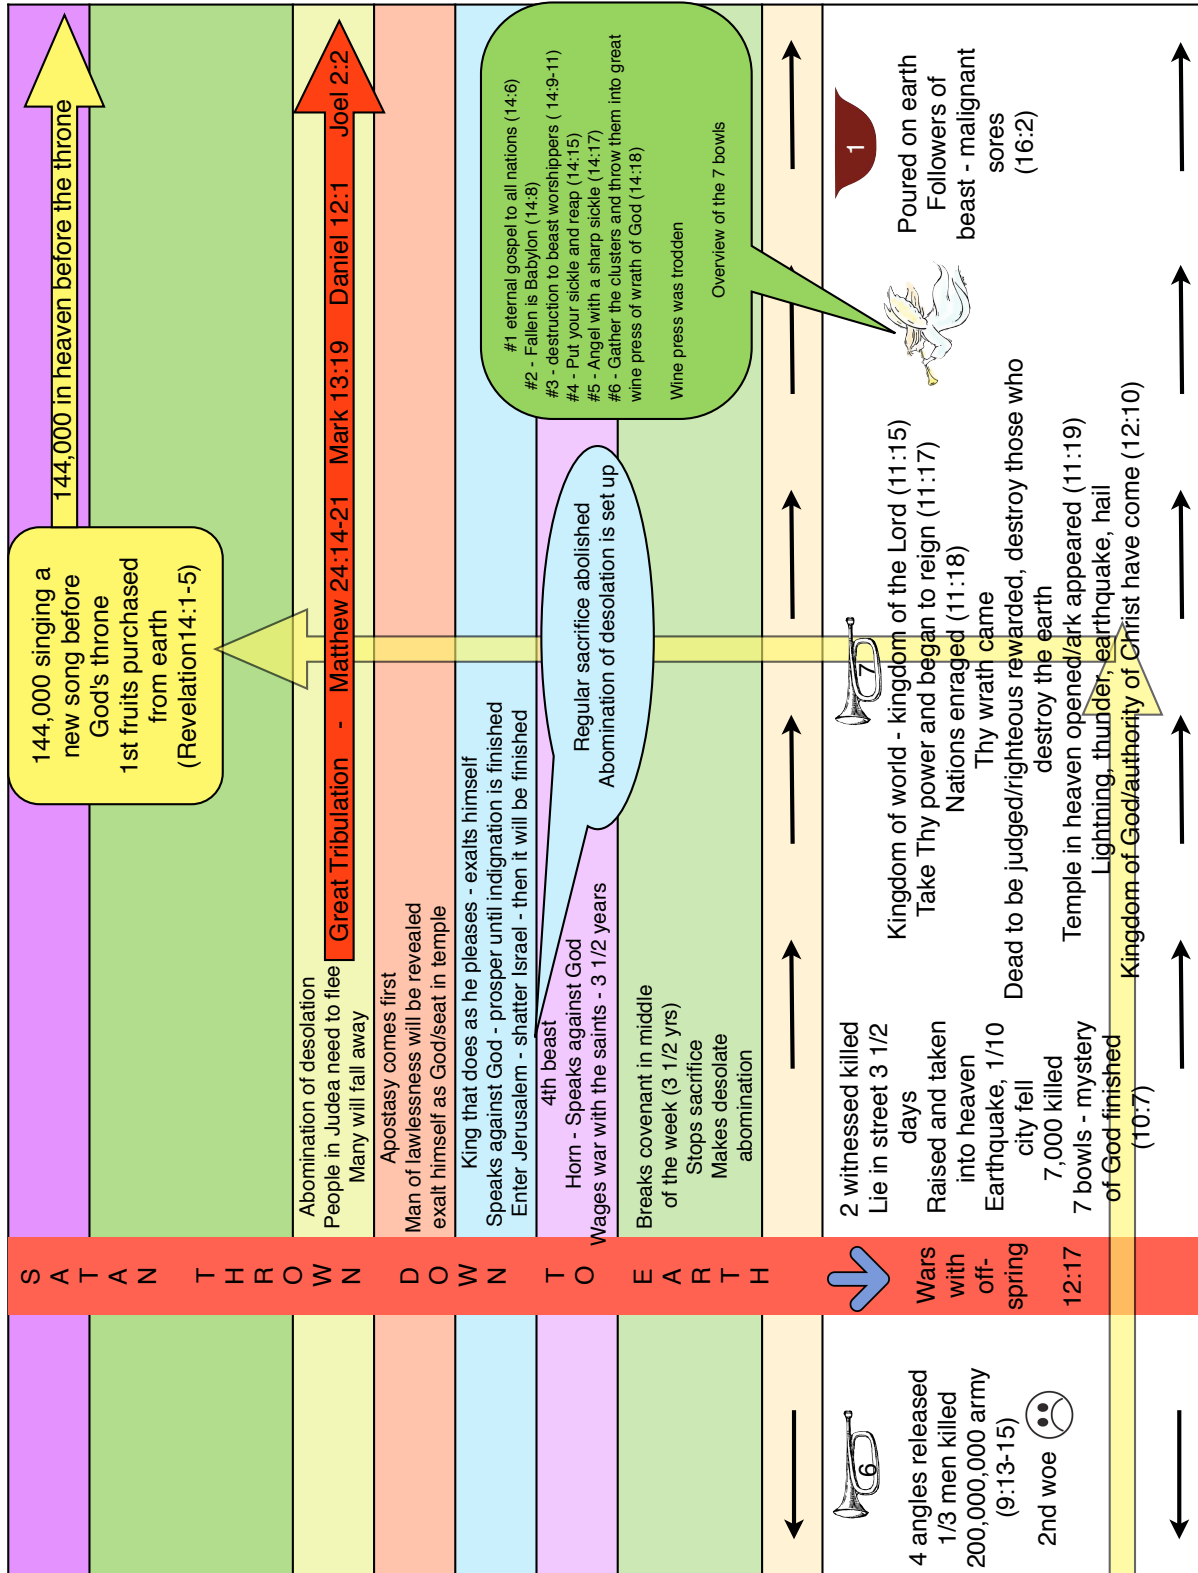 144,000 singing a
new song before
God's throne
1st fruits purchased
from earth
(Revelation14:1-5)
144,000 in heaven before the throne
Abomination of desolation
People in Judea need to flee
Many will fall away
Great Tribulation - Matthew 24:14-21 Mark 13:19 Daniel 12:1 Joel 2:2
Apostasy comes first
Man of lawlessness will be revealed
exalt himself as God/seat in temple
King that does as he pleases - exalts himself
Speaks against God - prosper until indignation is finished
Enter Jerusalem - shatter Israel - then it will be finished
4th beast
Horn - Speaks against God
Wages war with the saints - 3 1/2 years
Regular sacrifice abolished
Abomination of desolation is set up
Breaks covenant in middle
of the week (3 1/2 yrs)
Stops sacrifice
Makes desolate
abomination
#1 eternal gospel to all nations (14:6)
#2 - Fallen is Babylon (14:8)
#3 - destruction to beast worshippers ( 14:9-11)
#4 - Put your sickle and reap (14:15)
#5 - Angel with a sharp sickle (14:17)
#6 - Gather the clusters and throw them into great
wine press of wrath of God (14:18)
Wine press was trodden
Overview of the 7 bowls
SATAN THROWN DOWN TO EARTH
6
4 angles released
1/3 men killed
200,000,000 army
(9:13-15)
2nd woe
Wars
with
off-
spring
12:17
2 witnessed killed
Lie in street 3 1/2
days
Raised and taken
into heaven
Earthquake, 1/10
city fell
7,000 killed
7 bowls - mystery
of God finished
(10:7)
7
Kingdom of world - kingdom of the Lord (11:15)
Take Thy power and began to reign (11:17)
Nations enraged (11:18)
Thy wrath came
Dead to be judged/righteous rewarded, destroy those who
destroy the earth
Temple in heaven opened/ark appeared (11:19)
Lightning, thunder, earthquake, hail
Kingdom of God/authority of Christ have come (12:10)
1
Poured on earth
Followers of
beast - malignant
sores
(16:2)